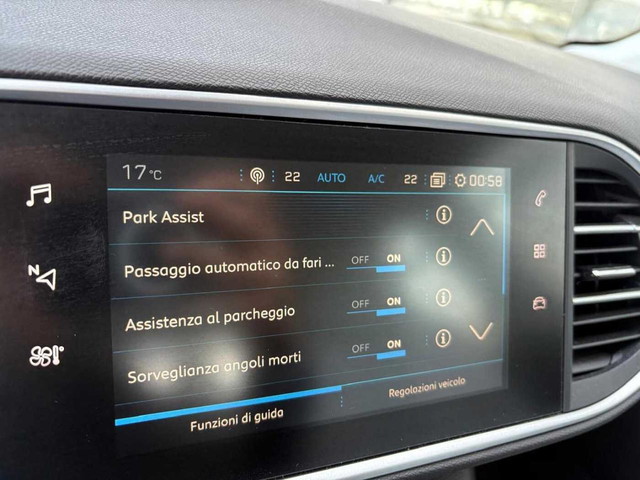 17°C 22 AUTO A/C 22 00:58
Park Assist
Passaggio automatico da fari ... OFF ON
Assistenza al parcheggio OFF ON
Sorveglianza angoli morti OFF ON
Funzioni di guida Regolazioni veicolo
N